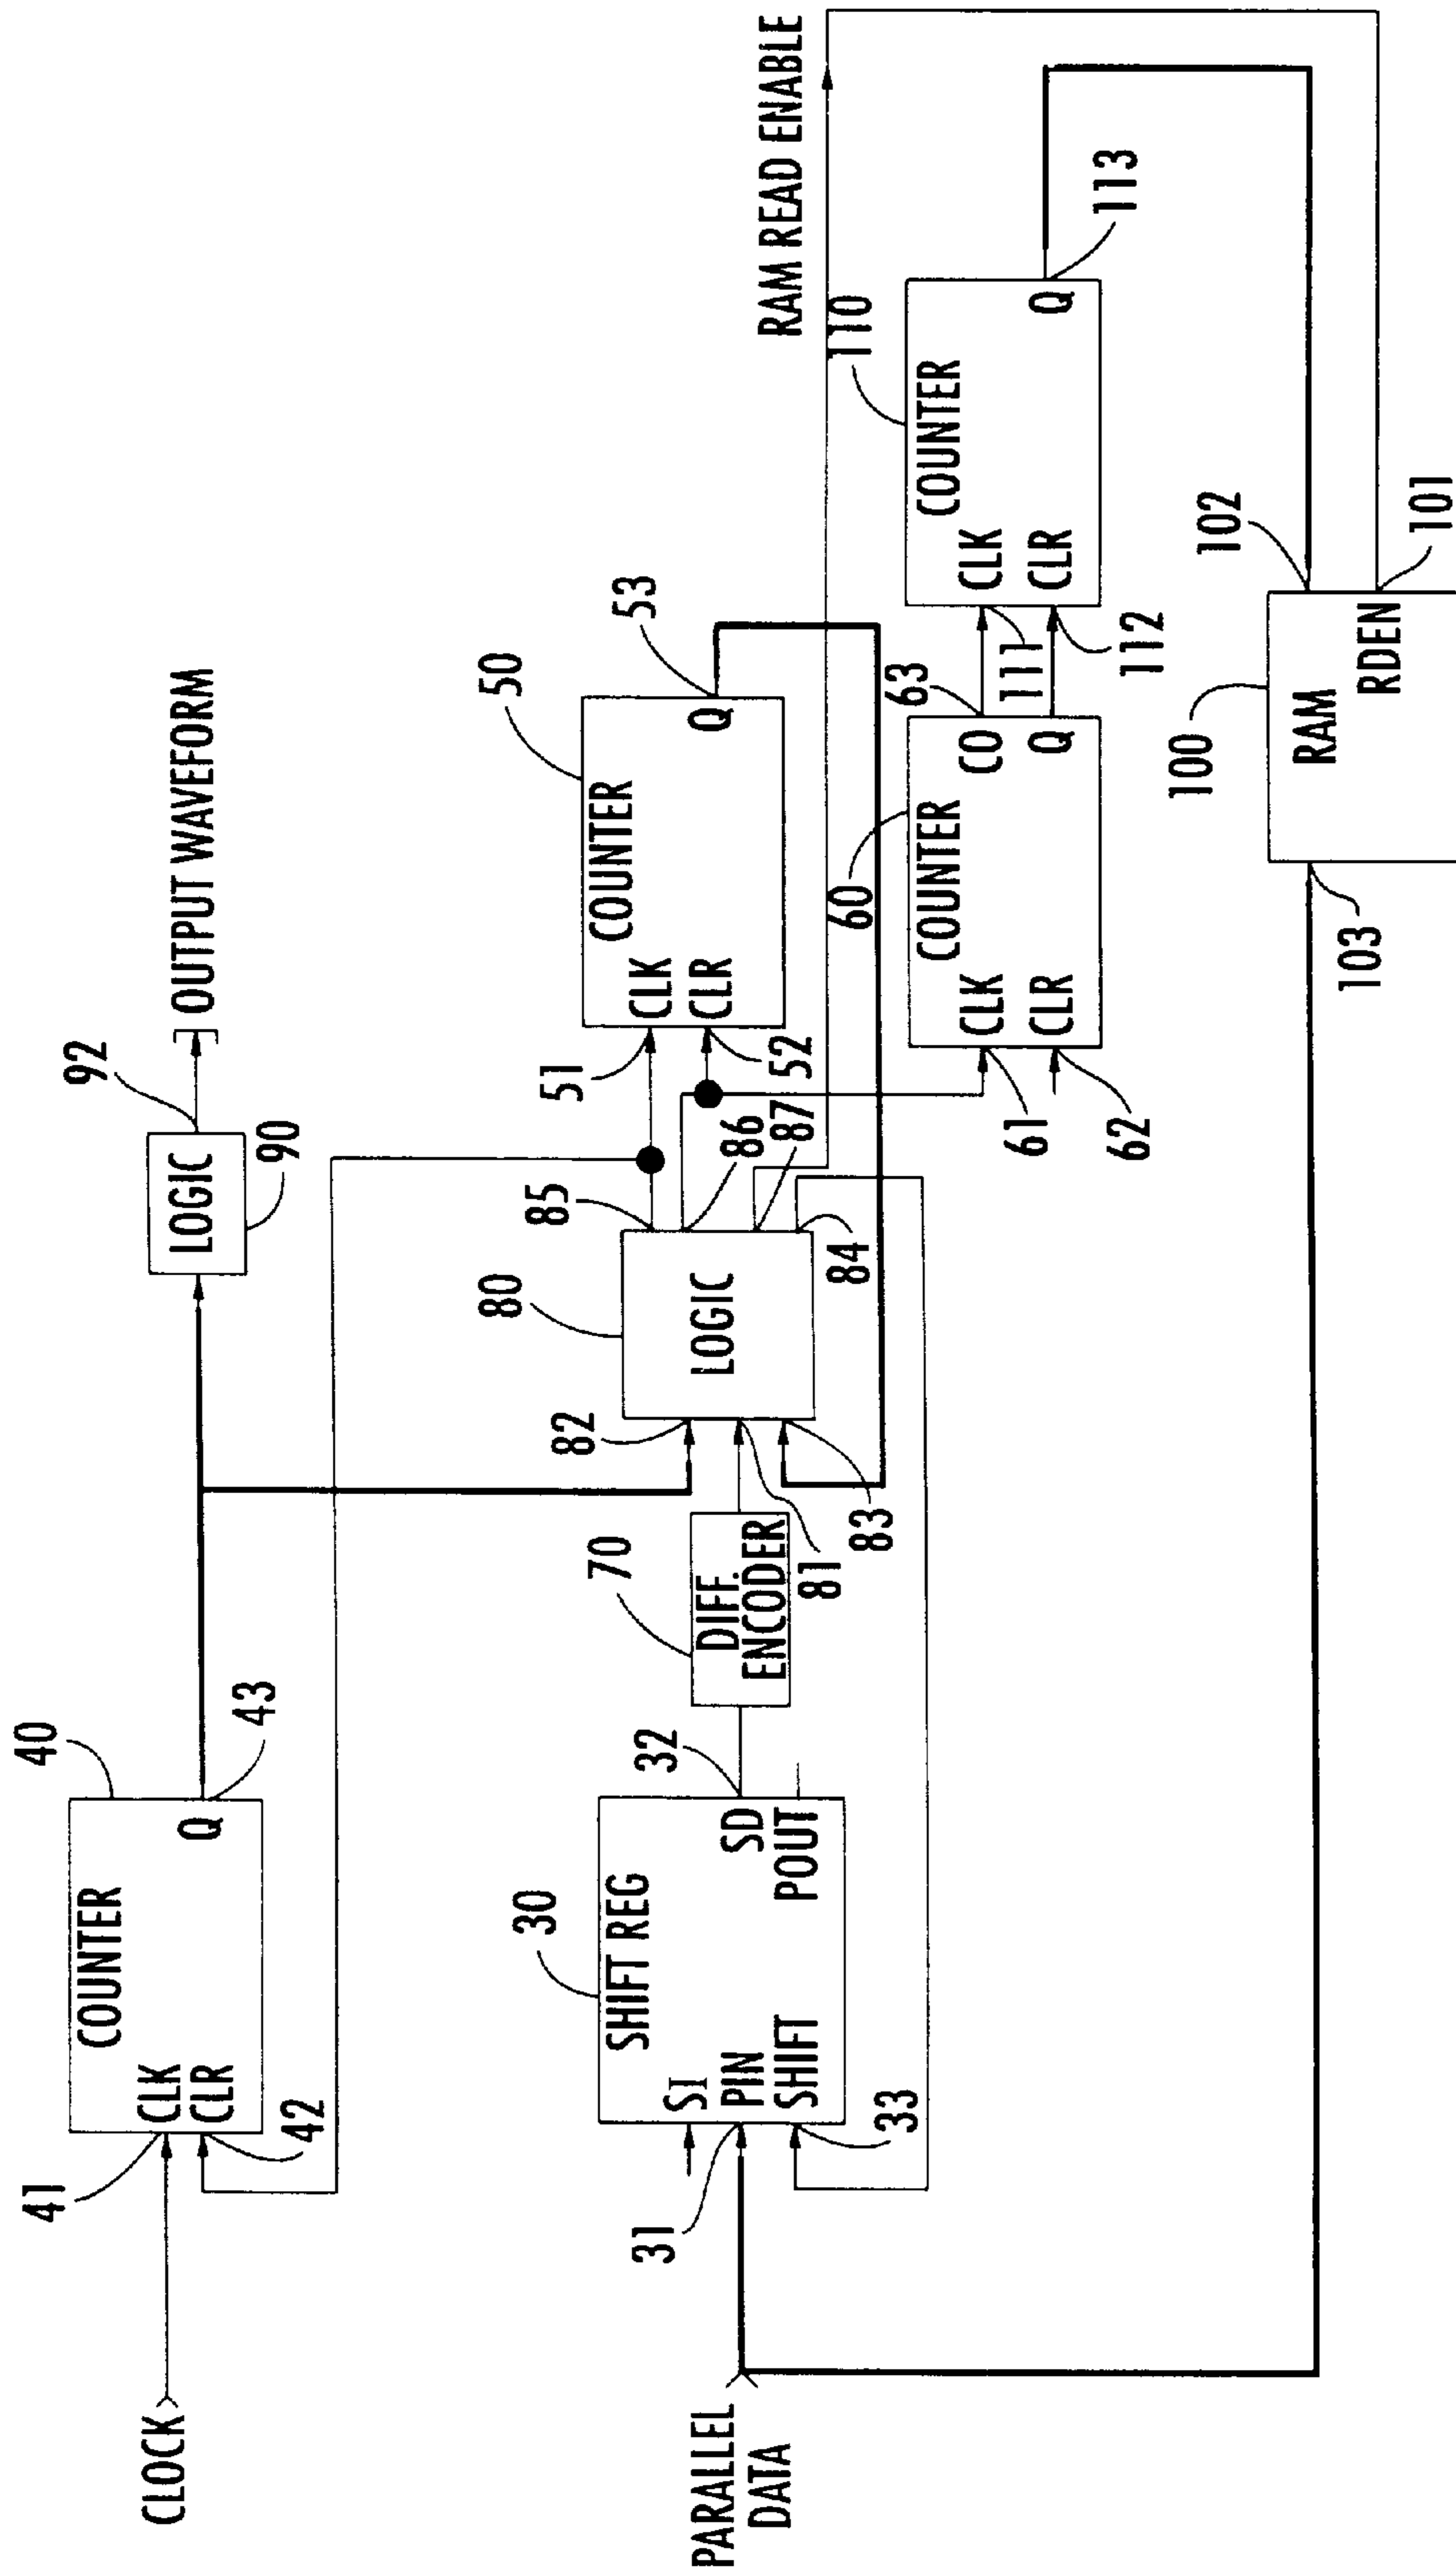 CLOCK
41
42
COUNTER
CLK
CLR
Q
40
43
LOGIC
90
92
OUTPUT WAVEFORM
PARALLEL
DATA
31
33
SHIFT REG
SI
PIN
SHIFT
SD
POUT
30
32
70
DIFF.
ENCODER
81
82
83
80
LOGIC
84
85
86
87
51
52
COUNTER
CLK
CLR
Q
50
53
RAM READ ENABLE
61
62
60
COUNTER
CLK
CLR
CO
Q
63
111
112
110
COUNTER
CLK
CLR
Q
113
103
100
RAM
RDEN
102
101